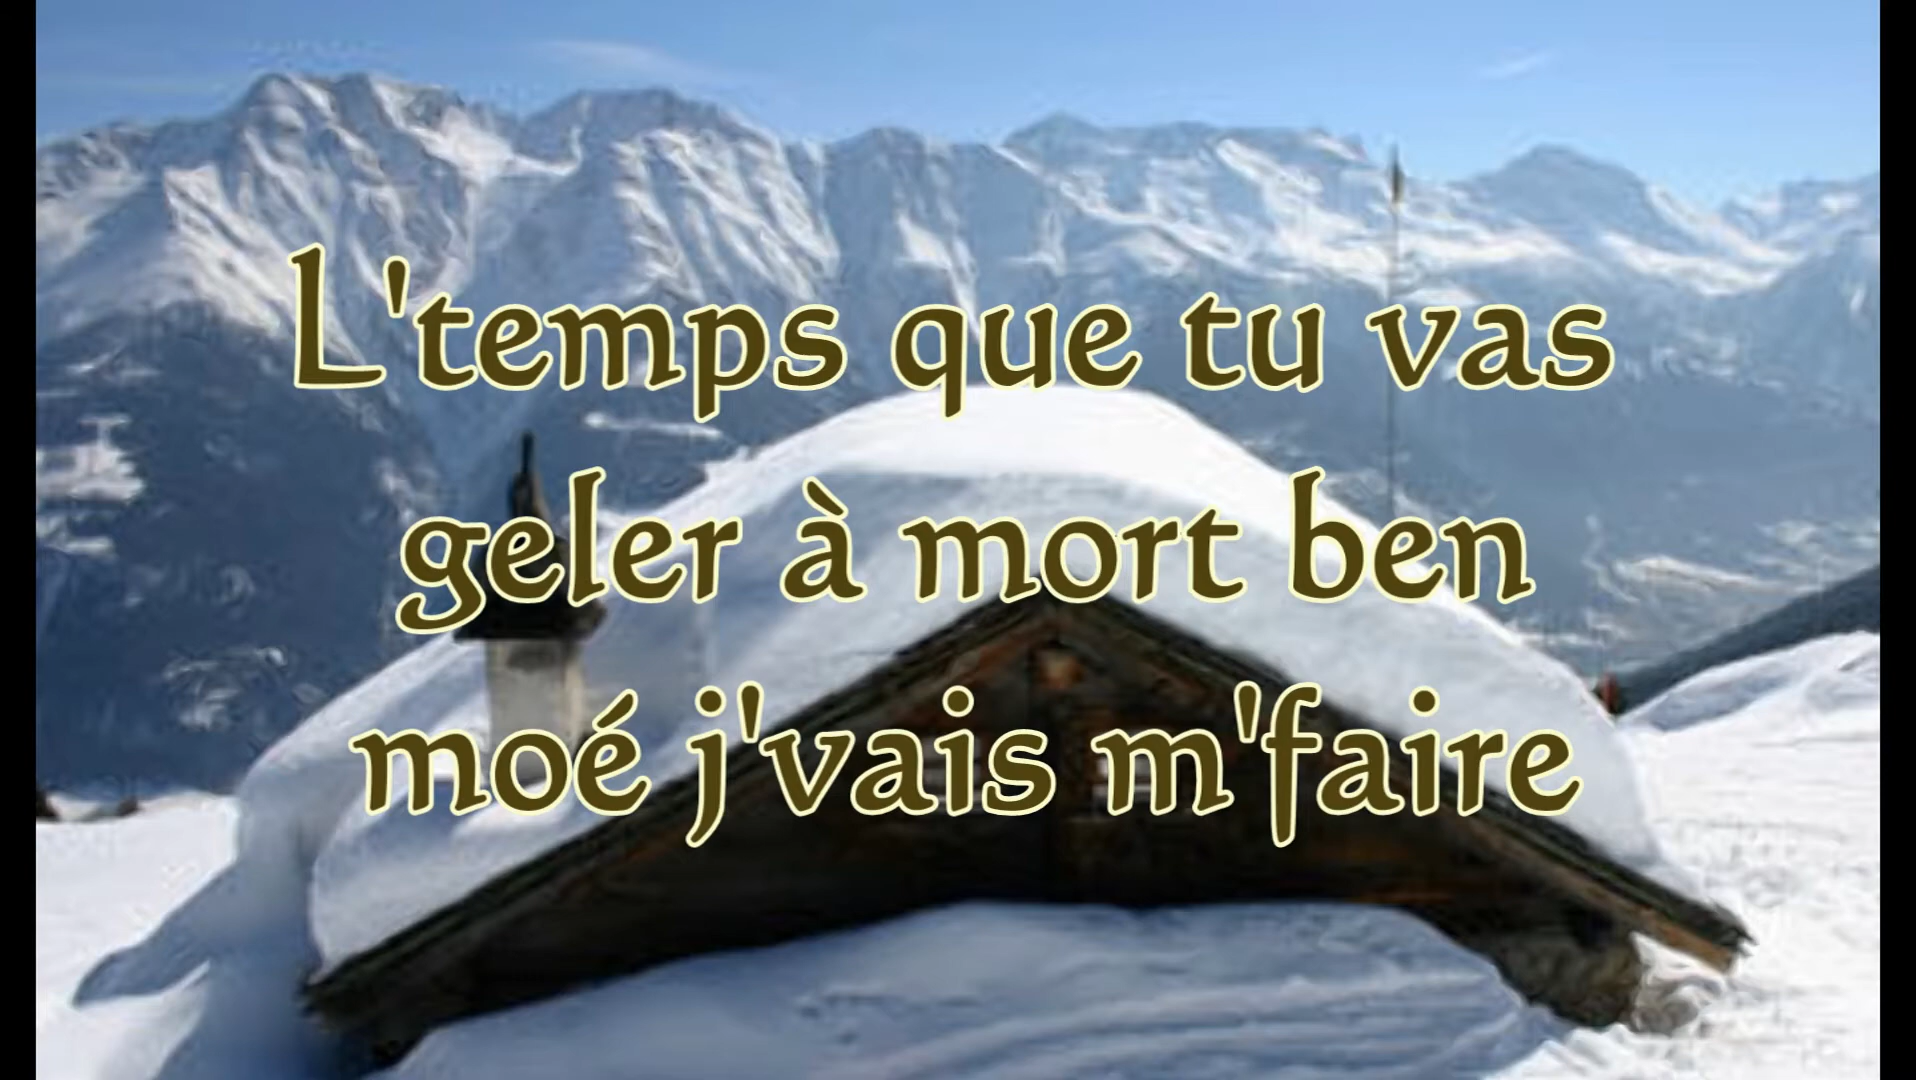 L'temps que tu vas
geler à mort ben
moé j'vais m'faire